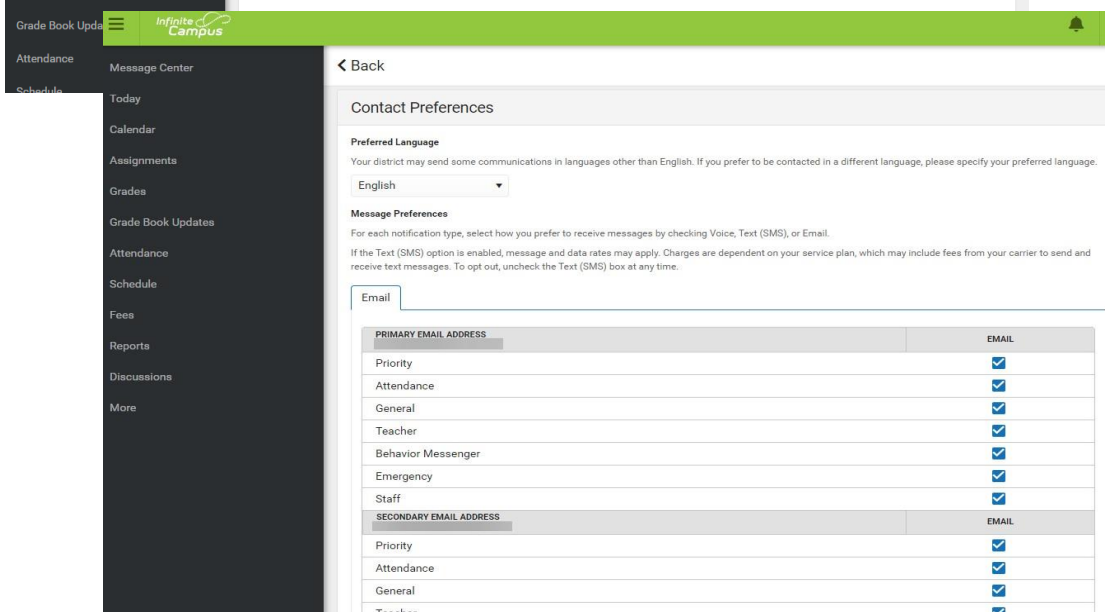 Grade Book Upda
Attendance
Schedule
Infinite
Campus
Message Center
Today
Calendar
Assignments
Grades
Grade Book Updates
Attendance
Schedule
Fees
Reports
Discussions
More
Back
Contact Preferences
Preferred Language
Your district may send some communications in languages other than English. If you prefer to be contacted in a different language, please specify your preferred language.
English
Message Preferences
For each notification type, select how you prefer to receive messages by checking Voice, Text (SMS), or Email.
If the Text (SMS) option is enabled, message and data rates may apply. Charges are dependent on your service plan, which may include fees from your carrier to send and
receive text messages. To opt out, uncheck the Text (SMS) box at any time.
Email
PRIMARY EMAIL ADDRESS EMAIL
Priority
Attendance
General
Teacher
Behavior Messenger
Emergency
Staff
SECONDARY EMAIL ADDRESS EMAIL
Priority
Attendance
General
Teacher